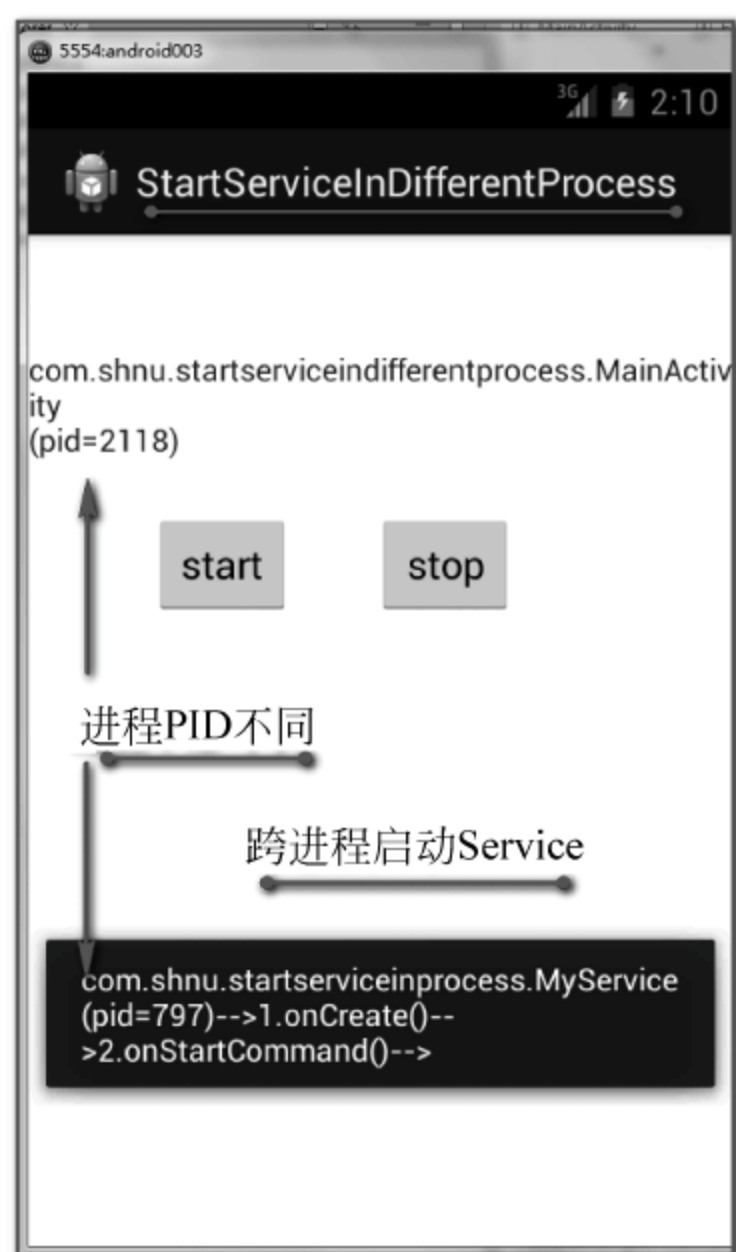 5554:android003
3G 2:10
StartServiceInDifferentProcess
com.shnu.startserviceindifferentprocess.MainActiv
ity
(pid=2118)
start stop
进程PID不同
跨进程启动Service
com.shnu.startserviceinprocess.MyService
(pid=797)-->1.onCreate()--
>2.onStartCommand()-->